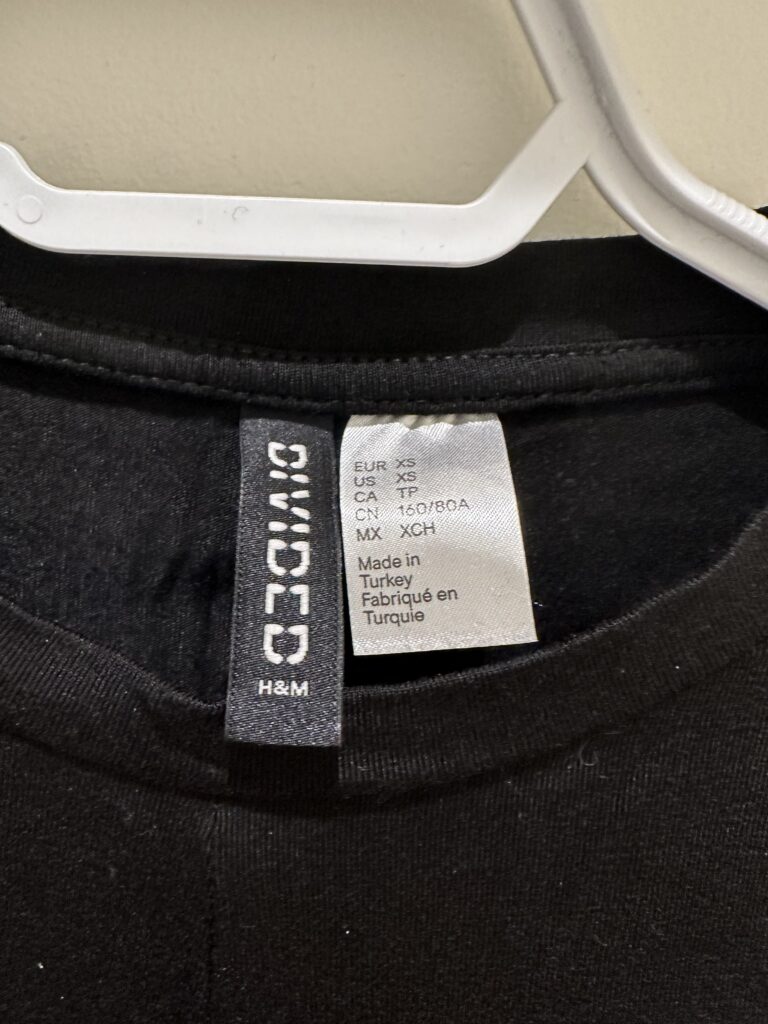 DIVIDED
H&M
EUR XS
US XS
CA TP
CN 160/80A
MX XCH
Made in
Turkey
Fabriqué en
Turquie